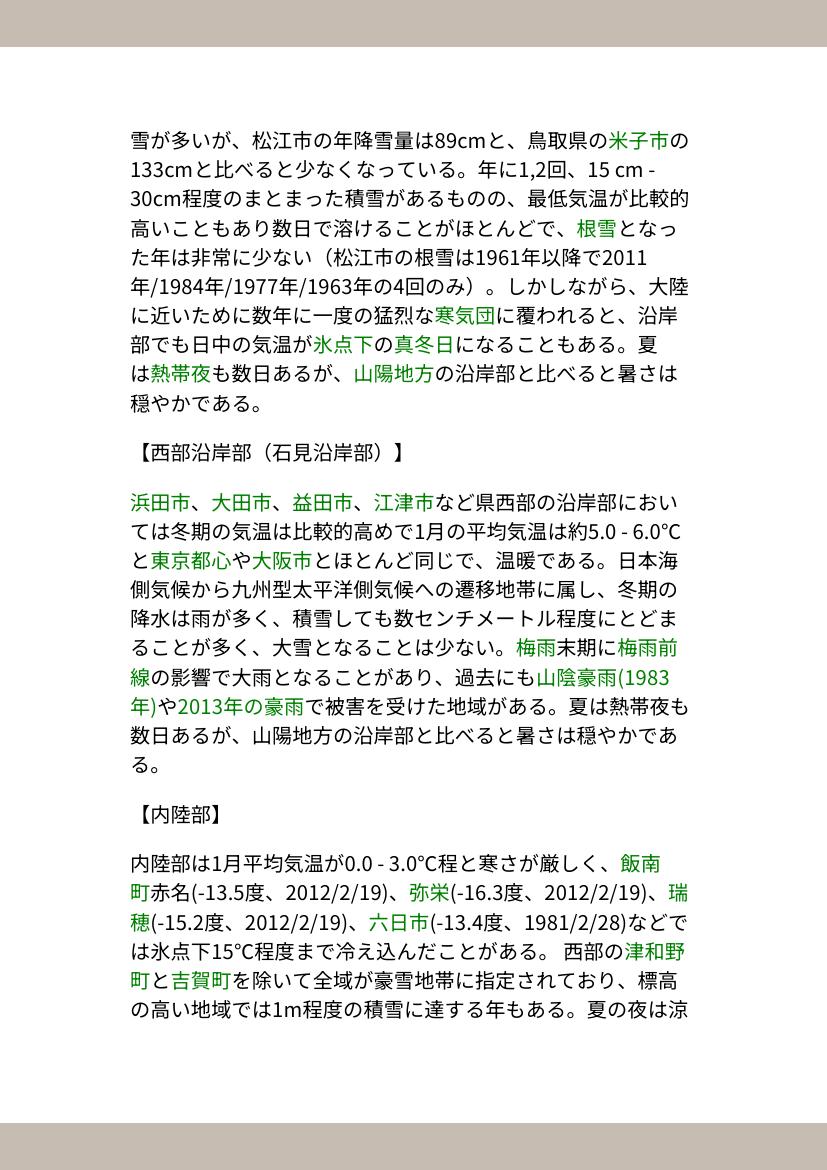 雪が多いが、松江市の年降雪量は89cmと、鳥取県の米子市の
133cmと比べると少なくなっている。年に1,2回、15 cm -
30cm程度のまとまった積雪があるものの、最低気温が比較的
高いこともあり数日で溶けることがほとんどで、根雪となっ
た年は非常に少ない（松江市の根雪は1961年以降で2011
年/1984年/1977年/1963年の4回のみ）。しかしながら、大陸
に近いために数年に一度の猛烈な寒気団に覆われると、沿岸
部でも日中の気温が氷点下の真冬日になることもある。夏
は熱帯夜も数日あるが、山陽地方の沿岸部と比べると暑さは
穏やかである。
【西部沿岸部（石見沿岸部）】
浜田市、大田市、益田市、江津市など県西部の沿岸部におい
ては冬期の気温は比較的高めで1月の平均気温は約5.0 - 6.0℃
と東京都心や大阪市とほとんど同じで、温暖である。日本海
側気候から九州型太平洋側気候への遷移地帯に属し、冬期の
降水は雨が多く、積雪しても数センチメートル程度にとどま
ることが多く、大雪となることは少ない。梅雨末期に梅雨前
線の影響で大雨となることがあり、過去にも山陰豪雨(1983
年)や2013年の豪雨で被害を受けた地域がある。夏は熱帯夜も
数日あるが、山陽地方の沿岸部と比べると暑さは穏やかであ
る。
【内陸部】
内陸部は1月平均気温が0.0 - 3.0℃程と寒さが厳しく、飯南
町赤名(-13.5度、2012/2/19)、弥栄(-16.3度、2012/2/19)、瑞
穂(-15.2度、2012/2/19)、六日市(-13.4度、1981/2/28)などで
は氷点下15℃程度まで冷え込んだことがある。 西部の津和野
町と吉賀町を除いて全域が豪雪地帯に指定されており、標高
の高い地域では1m程度の積雪に達する年もある。夏の夜は涼